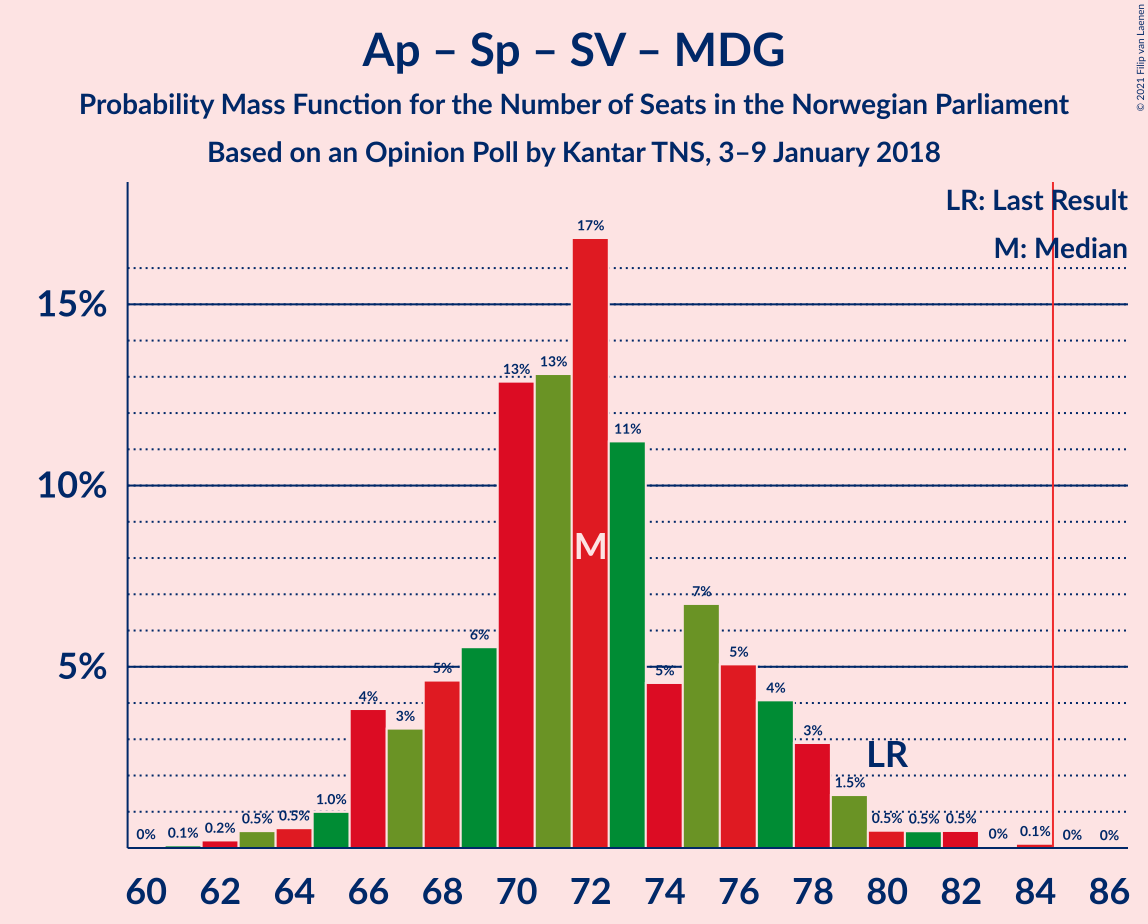 Ap – Sp – SV – MDG
Probability Mass Function for the Number of Seats in the Norwegian Parliament
Based on an Opinion Poll by Kantar TNS, 3–9 January 2018
© 2021 Filip van Laenen
LR: Last Result
M: Median
15%
10%
5%
0% 0.1% 0.2% 0.5% 0.5% 1.0% 4% 3% 5% 6% 13% 13% 17% 11% 5% 7% 5% 4% 3% 1.5% 0.5% 0.5% 0.5% 0% 0.1% 0% 0%
M
LR
60 62 64 66 68 70 72 74 76 78 80 82 84 86